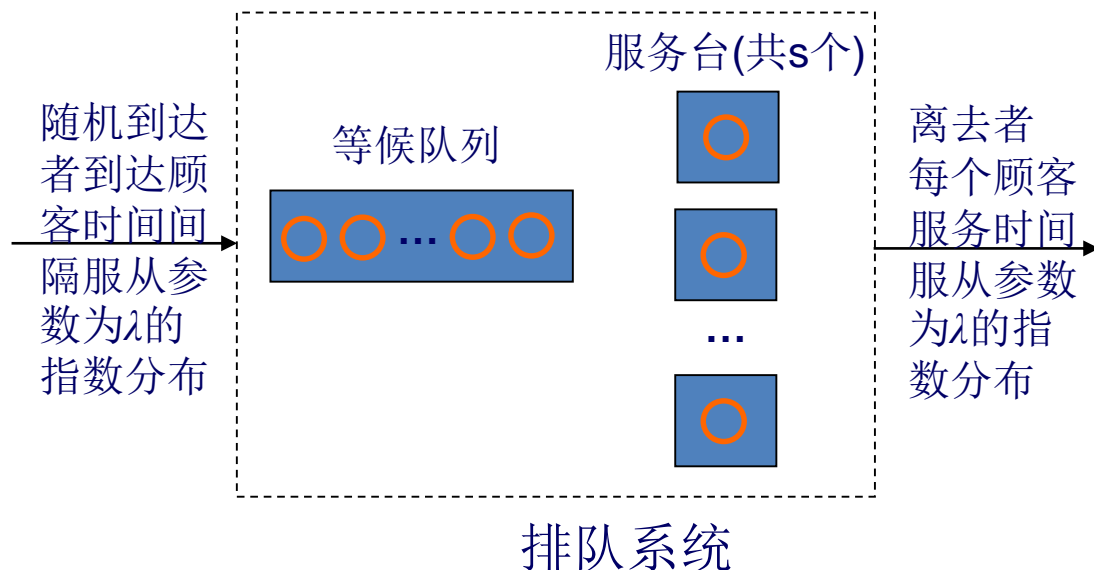 服务台(共s个)
随机到达
者到达顾
客时间间
隔服从参
数为λ的
指数分布
等候队列
…
…
离去者
每个顾客
服务时间
服从参数
为λ的指
数分布
排队系统